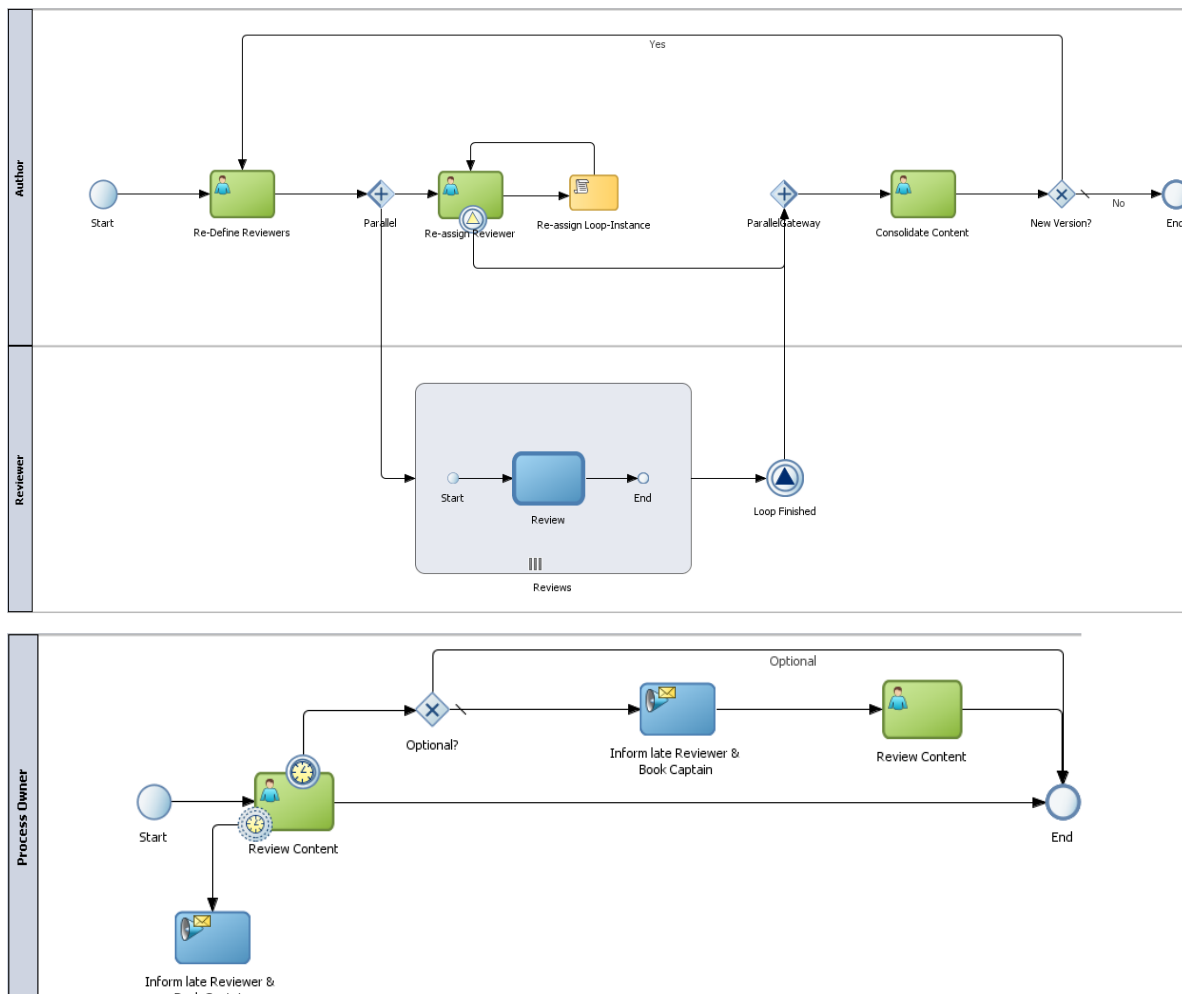 Yes
Author
Start
Re-Define Reviewers
Parallel
Re-assign Reviewer
Re-assign Loop-Instance
ParallelGateway
Consolidate Content
New Version?
No
End
Reviewer
Start
Review
End
Reviews
Loop Finished
Process Owner
Optional
Optional?
Inform late Reviewer &
Book Captain
Review Content
Start
Review Content
End
Inform late Reviewer &